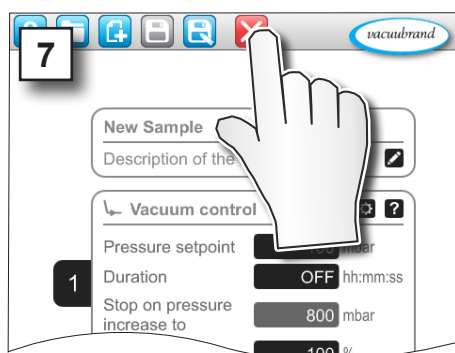 7
vacuubrand
New Sample
Description of the
Vacuum control
?
Pressure setpoint mbar
Duration OFF hh:mm:ss
1
Stop on pressure
increase to
800 mbar
100 %